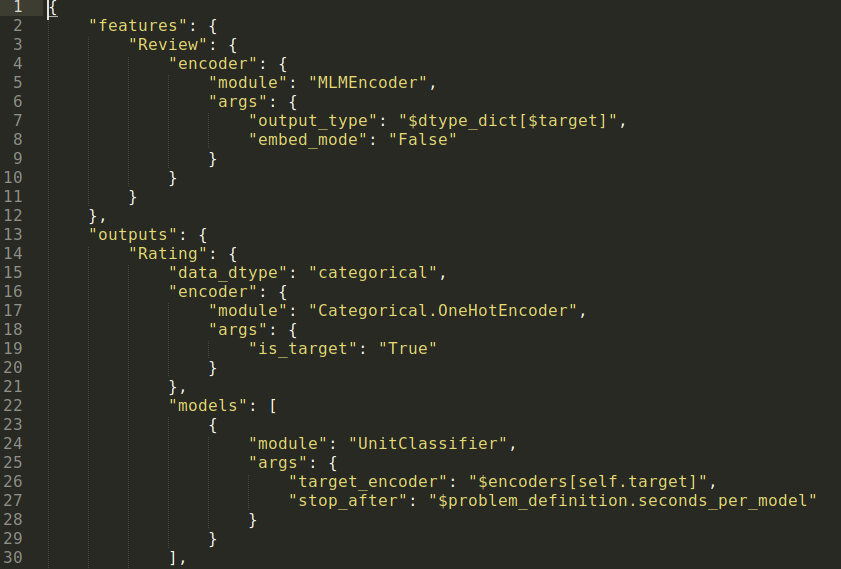 1 {
2     "features": {
3         "Review": {
4             "encoder": {
5                 "module": "MLMEncoder",
6                 "args": {
7                     "output_type": "$dtype_dict[$target]",
8                     "embed_mode": "False"
9                 }
10             }
11         }
12     },
13     "outputs": {
14         "Rating": {
15             "data_dtype": "categorical",
16             "encoder": {
17                 "module": "Categorical.OneHotEncoder",
18                 "args": {
19                     "is_target": "True"
20                 }
21             },
22             "models": [
23                 {
24                     "module": "UnitClassifier",
25                     "args": {
26                         "target_encoder": "$encoders[self.target]",
27                         "stop_after": "$problem_definition.seconds_per_model"
28                     }
29                 }
30             ],